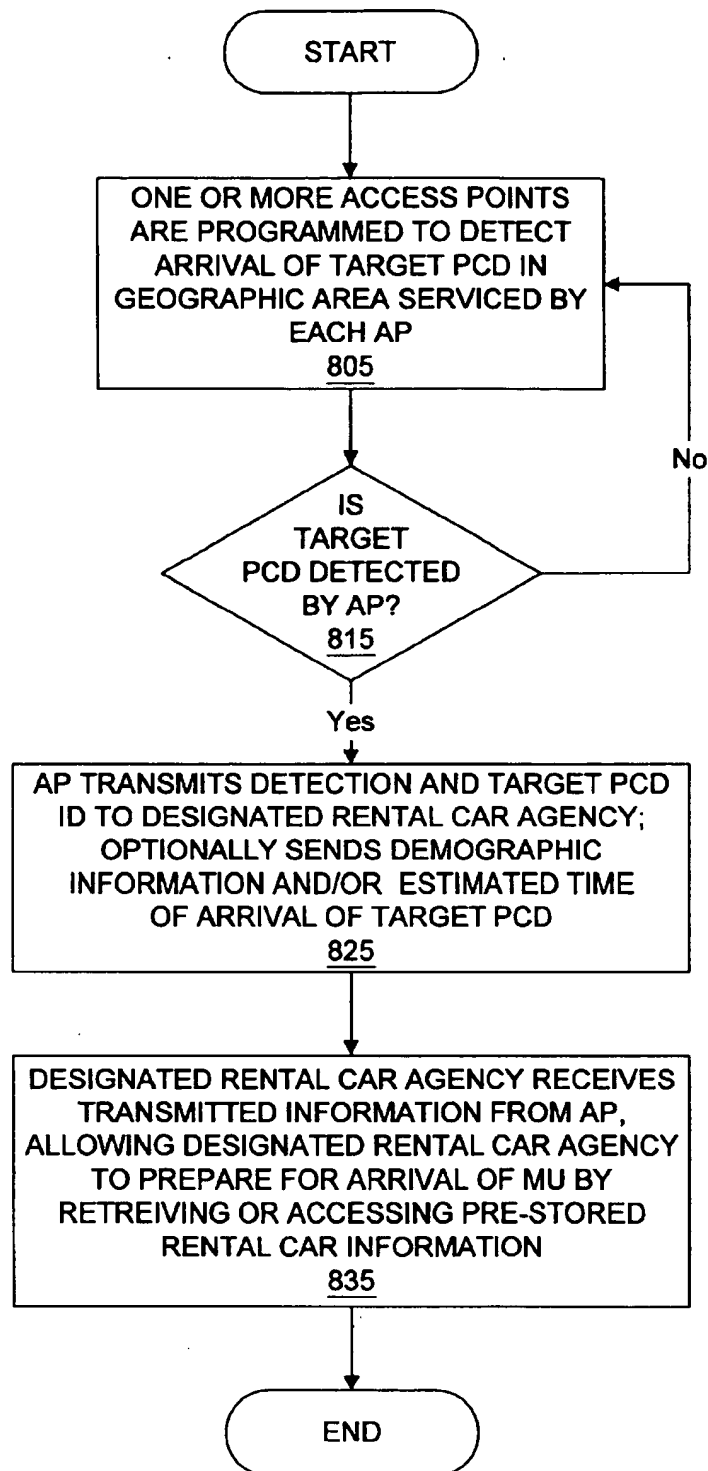 START
ONE OR MORE ACCESS POINTS
ARE PROGRAMMED TO DETECT
ARRIVAL OF TARGET PCD IN
GEOGRAPHIC AREA SERVICED BY
EACH AP
805
No
IS
TARGET
PCD DETECTED
BY AP?
815
Yes
AP TRANSMITS DETECTION AND TARGET PCD
ID TO DESIGNATED RENTAL CAR AGENCY;
OPTIONALLY SENDS DEMOGRAPHIC
INFORMATION AND/OR ESTIMATED TIME
OF ARRIVAL OF TARGET PCD
825
DESIGNATED RENTAL CAR AGENCY RECEIVES
TRANSMITTED INFORMATION FROM AP,
ALLOWING DESIGNATED RENTAL CAR AGENCY
TO PREPARE FOR ARRIVAL OF MU BY
RETREIVING OR ACCESSING PRE-STORED
RENTAL CAR INFORMATION
835
END